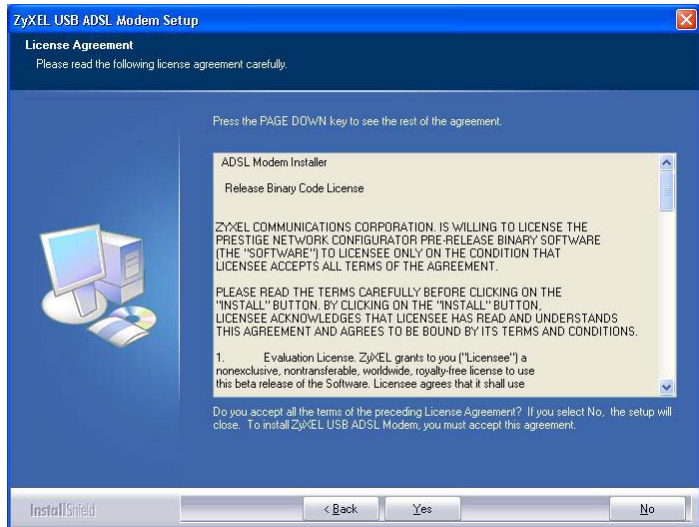 ZyXEL USB ADSL Modem Setup
License Agreement
Please read the following license agreement carefully.
Press the PAGE DOWN key to see the rest of the agreement.
ADSL Modem Installer
Release Binary Code License
ZYXEL COMMUNICATIONS CORPORATION. IS WILLING TO LICENSE THE
PRESTIGE NETWORK CONFIGURATOR PRE-RELEASE BINARY SOFTWARE
(THE "SOFTWARE") TO LICENSEE ONLY ON THE CONDITION THAT
LICENSEE ACCEPTS ALL TERMS OF THE AGREEMENT.
PLEASE READ THE TERMS CAREFULLY BEFORE CLICKING ON THE
"INSTALL" BUTTON. BY CLICKING ON THE "INSTALL" BUTTON,
LICENSEE ACKNOWLEDGES THAT LICENSEE HAS READ AND UNDERSTANDS
THIS AGREEMENT AND AGREES TO BE BOUND BY ITS TERMS AND CONDITIONS.
1. Evaluation License. ZyXEL grants to you ("Licensee") a
nonexclusive, nontransferable, worldwide, royalty-free license to use
this beta release of the Software. Licensee agrees that it shall use
Do you accept all the terms of the preceding License Agreement? If you select No, the setup will
close. To install ZyXEL USB ADSL Modem, you must accept this agreement.
InstallShield
< Back
Yes
No